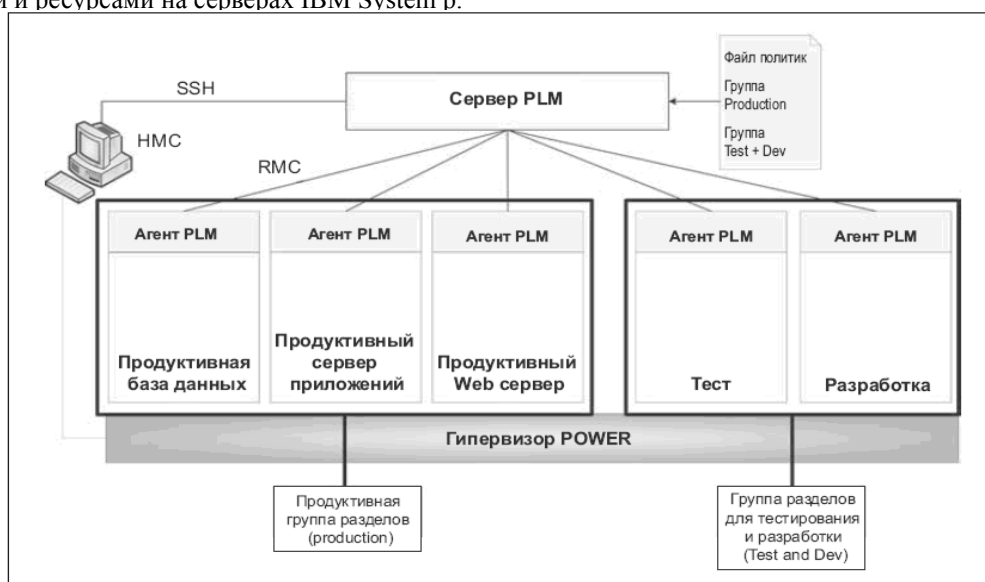 и ресурсами на серверах IBM System p.
Файл политик
Группа
Production
Группа
Test + Dev
Сервер PLM
SSH
HMC
RMC
Агент PLM
Агент PLM
Агент PLM
Агент PLM
Агент PLM
Продуктивная
база данных
Продуктивный
сервер
приложений
Продуктивный
Web сервер
Тест
Разработка
Гипервизор POWER
Продуктивная
группа разделов
(production)
Группа разделов
для тестирования
и разработки
(Test and Dev)